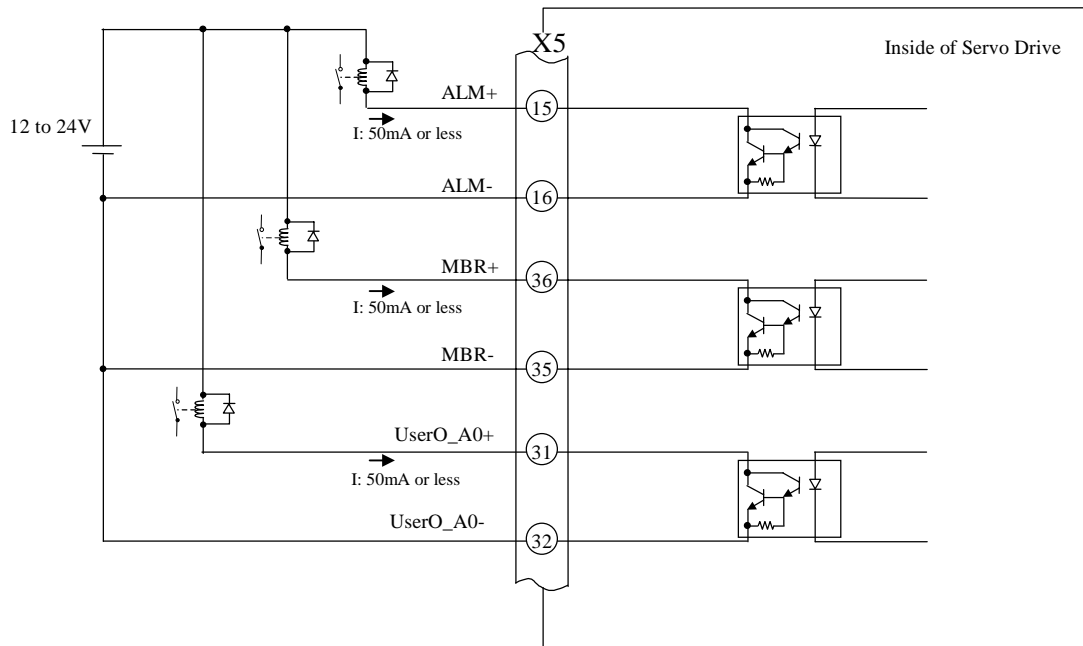 X5
Inside of Servo Drive
ALM+
15
12 to 24V
I: 50mA or less
ALM-
16
MBR+
36
I: 50mA or less
MBR-
35
UserO_A0+
31
I: 50mA or less
UserO_A0-
32